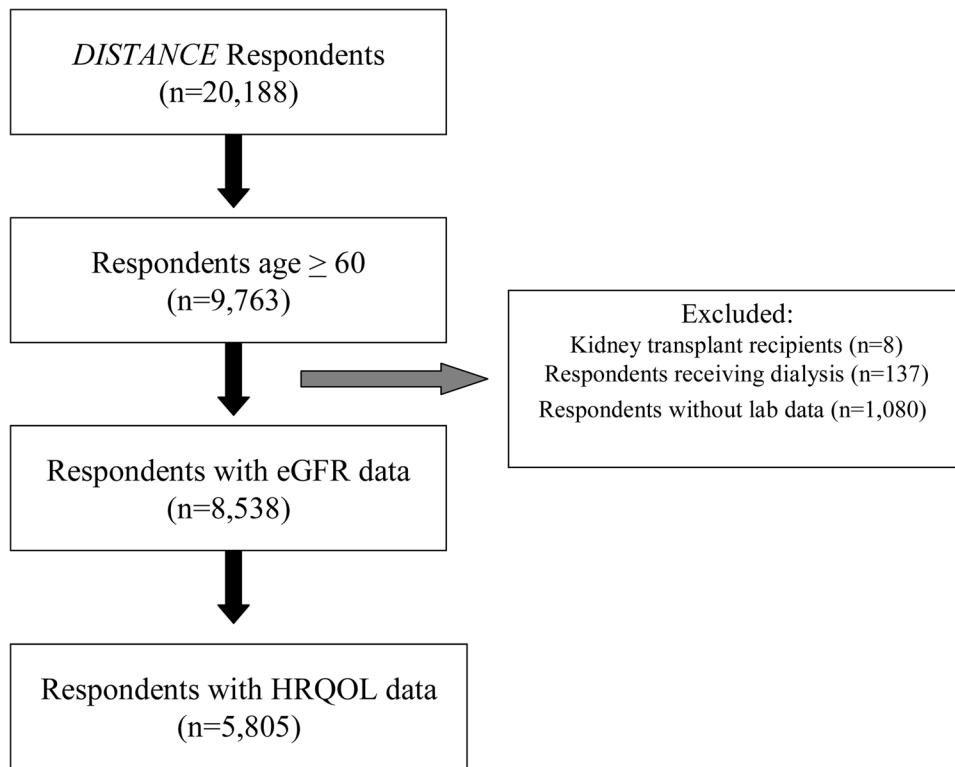 DISTANCE Respondents
(n=20,188)
Respondents age ≥ 60
(n=9,763)
Excluded:
Kidney transplant recipients (n=8)
Respondents receiving dialysis (n=137)
Respondents without lab data (n=1,080)
Respondents with eGFR data
(n=8,538)
Respondents with HRQOL data
(n=5,805)